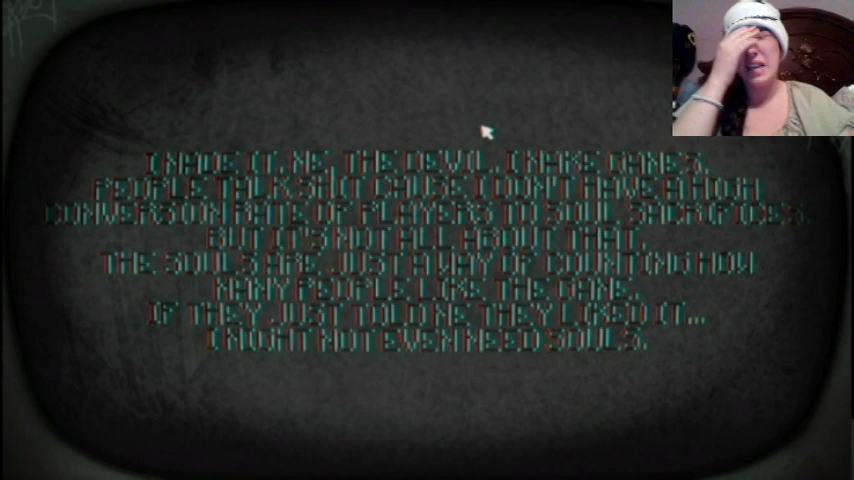 I MADE IT. ME, THE DEVIL. I MAKE GAMES.
PEOPLE TALK SHIT CAUSE I DON'T HAVE A HIGH
CONVERSION RATE OF PLAYERS TO SOUL SACRIFICES.
BUT IT'S NOT ALL ABOUT THAT.
THE SOULS ARE JUST A WAY OF COUNTING HOW
MANY PEOPLE LIKE THE GAME.
IF THEY JUST TOLD ME THEY LIKED IT...
I MIGHT NOT EVEN NEED SOULS.